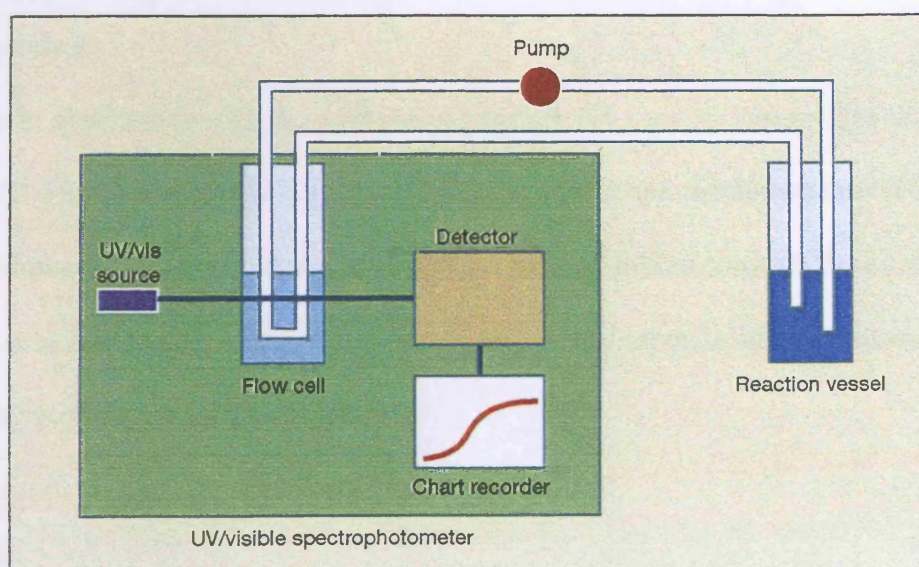 Pump
UV/vis
source
Detector
Flow cell
Reaction vessel
Chart recorder
UV/visible spectrophotometer